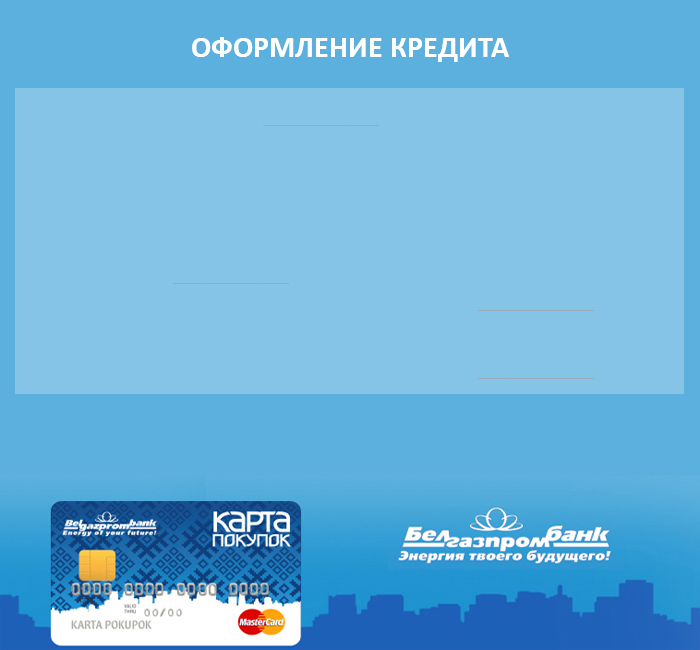 ОФОРМЛЕНИЕ КРЕДИТА
Belgazprombank
Energy of your future!
КАРТА
ПОКУПОК
0000 0000 0000 0000
VALID
THRU
00/00
KARTA POKUPOK
MasterCard
Белгазпромбанк
Энергия твоего будущего!